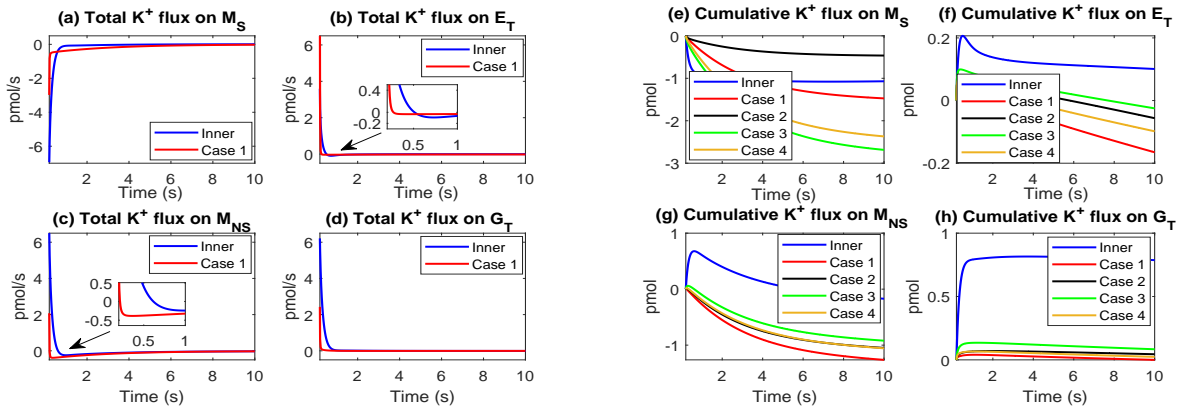 (a) Total K+ flux on MS
pmol/s
0
-2
-4
-6
Inner
Case 1
2 4 6 8 10
Time (s)
(b) Total K+ flux on ET
6
4
2
0
0.4
0
-0.2
0.5 1
Inner
Case 1
2 4 6 8 10
Time (s)
(c) Total K+ flux on MNS
pmol/s
6
4
2
0
0.5
0
-0.5
0.5 1
Inner
Case 1
2 4 6 8 10
Time (s)
(d) Total K+ flux on GT
6
4
2
0
Inner
Case 1
2 4 6 8 10
Time (s)
(e) Cumulative K+ flux on MS
pmol
0
-1
-2
-3
Inner
Case 1
Case 2
Case 3
Case 4
2 4 6 8 10
Time (s)
(f) Cumulative K+ flux on ET
pmol
0.2
0
-0.2
Inner
Case 1
Case 2
Case 3
Case 4
2 4 6 8 10
Time (s)
(g) Cumulative K+ flux on MNS
pmol
1
0
-1
Inner
Case 1
Case 2
Case 3
Case 4
2 4 6 8 10
Time (s)
(h) Cumulative K+ flux on GT
pmol
1
0.5
0
Inner
Case 1
Case 2
Case 3
Case 4
2 4 6 8 10
Time (s)